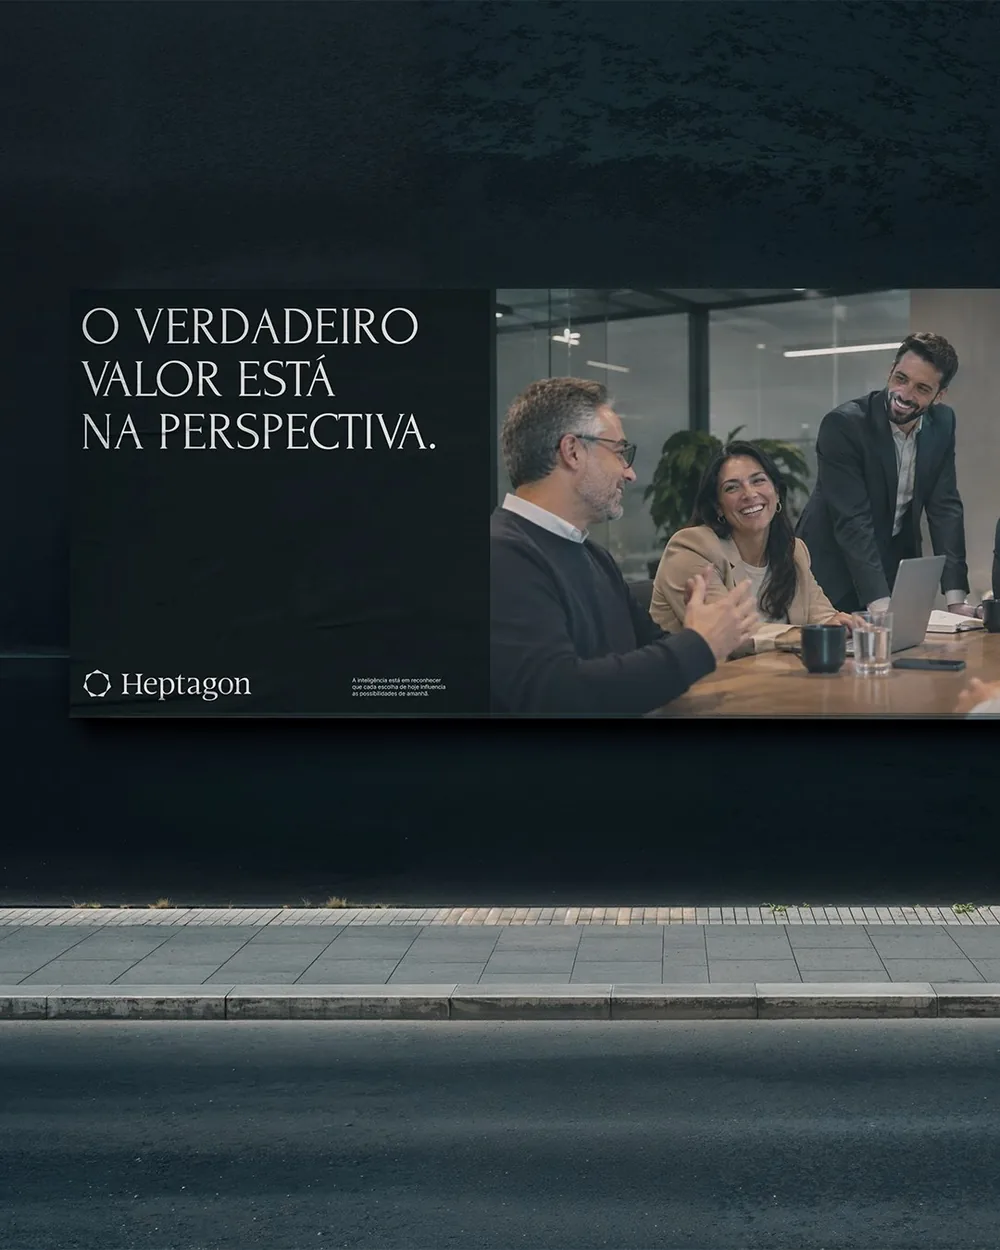 O VERDADEIRO
VALOR ESTÁ
NA PERSPECTIVA.
Heptagon
A inteligência está em reconhecer
que cada escolha de hoje influencia
as possibilidades de amanhã.